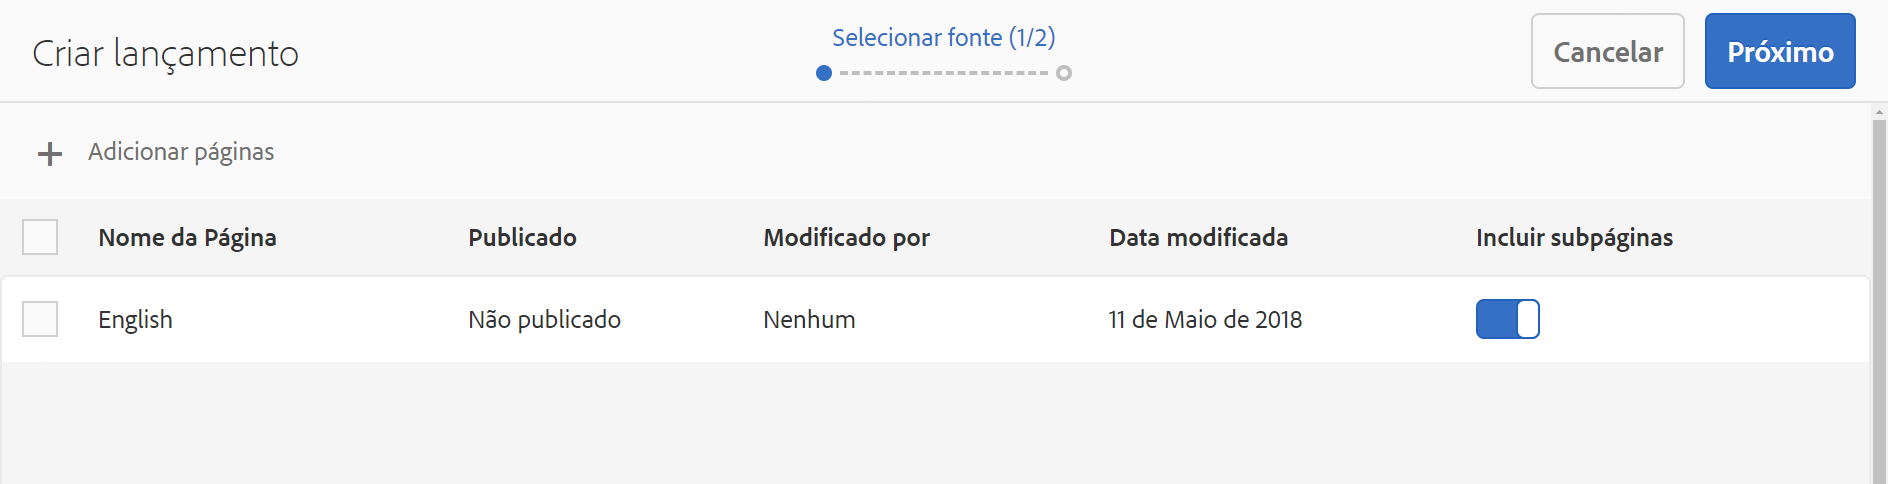 Criar lançamento
Selecionar fonte (1/2)
Cancelar
Próximo
Adicionar páginas
Nome da Página Publicado Modificado por Data modificada Incluir subpáginas
English Não publicado Nenhum 11 de Maio de 2018